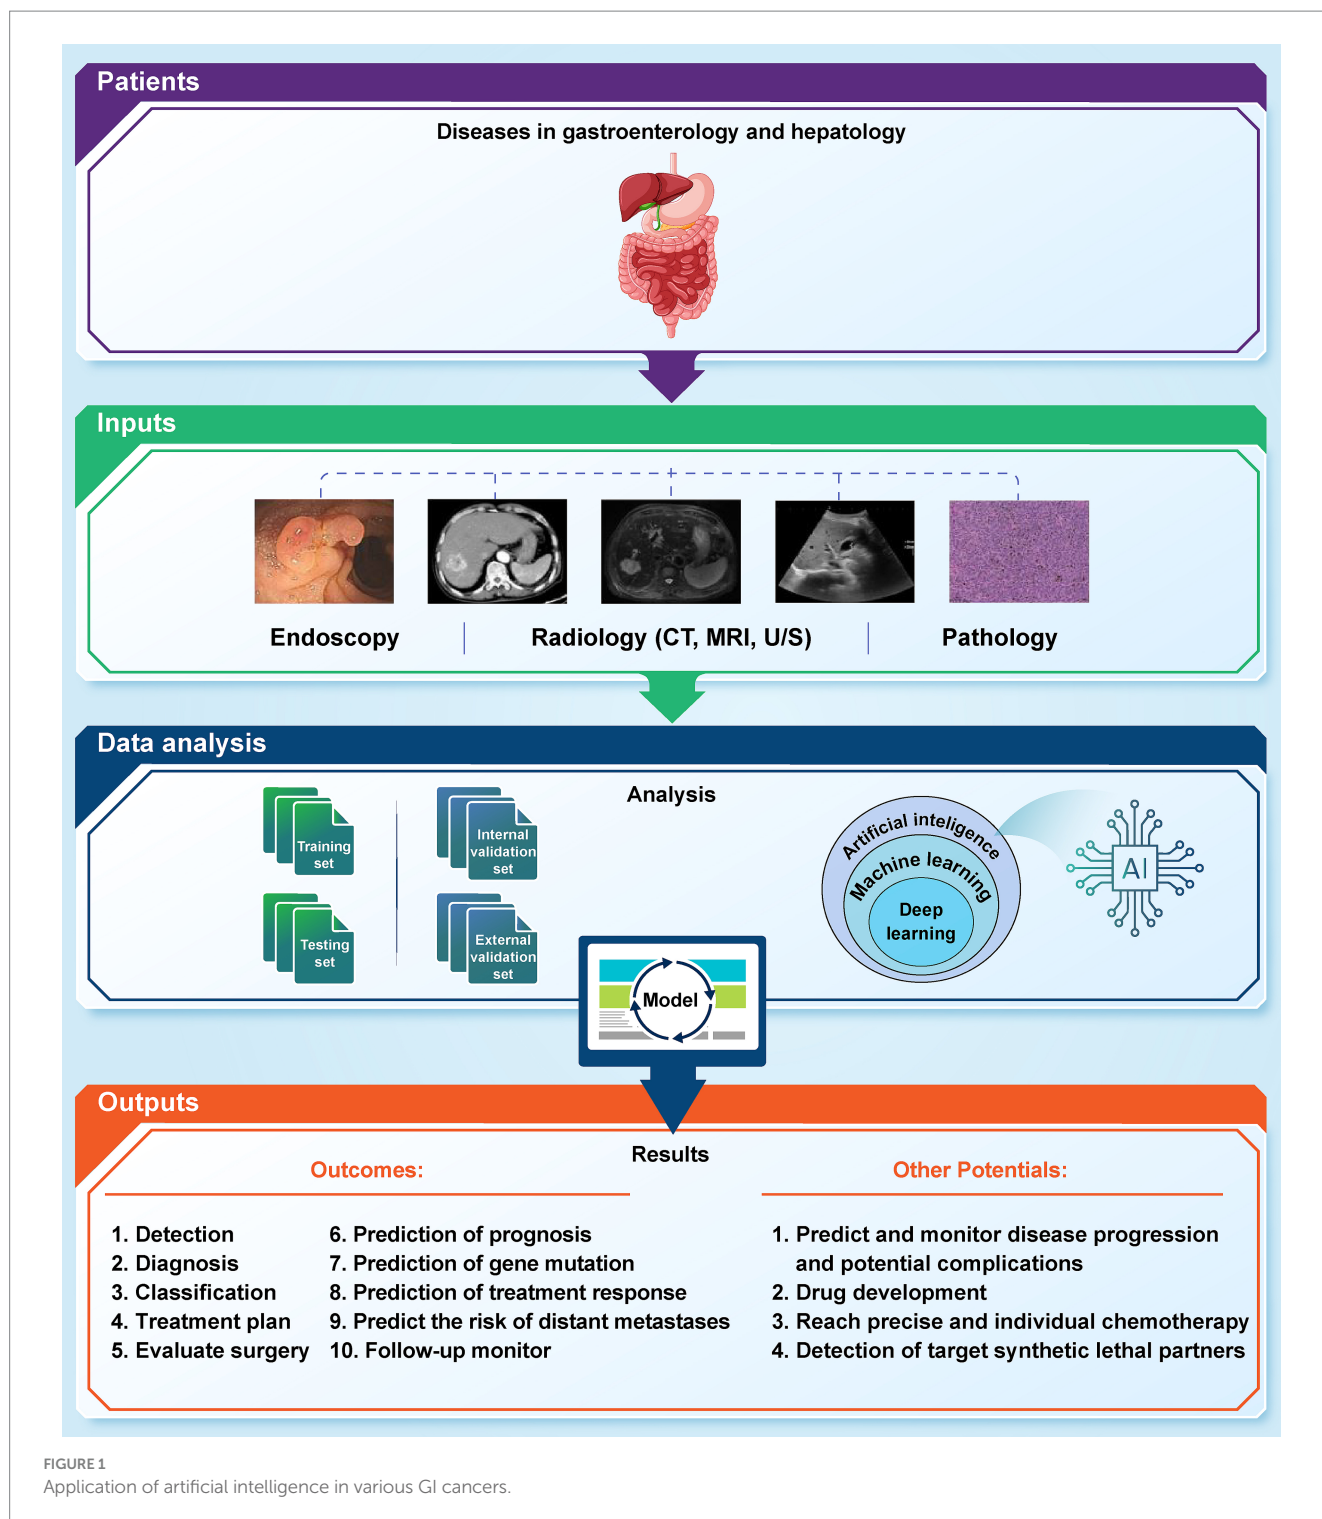 Patients
Diseases in gastroenterology and hepatology
Inputs
Endoscopy
Radiology (CT, MRI, U/S)
Pathology
Data analysis
Analysis
Training
set
Internal
validation
set
Testing
set
External
validation
set
Artificial inteligence
Machine learning
Deep
learning
AI
Model
Outputs
Results
Outcomes:
1. Detection
2. Diagnosis
3. Classification
4. Treatment plan
5. Evaluate surgery
6. Prediction of prognosis
7. Prediction of gene mutation
8. Prediction of treatment response
9. Predict the risk of distant metastases
10. Follow-up monitor
Other Potentials:
1. Predict and monitor disease progression
and potential complications
2. Drug development
3. Reach precise and individual chemotherapy
4. Detection of target synthetic lethal partners
FIGURE 1
Application of artificial intelligence in various GI cancers.